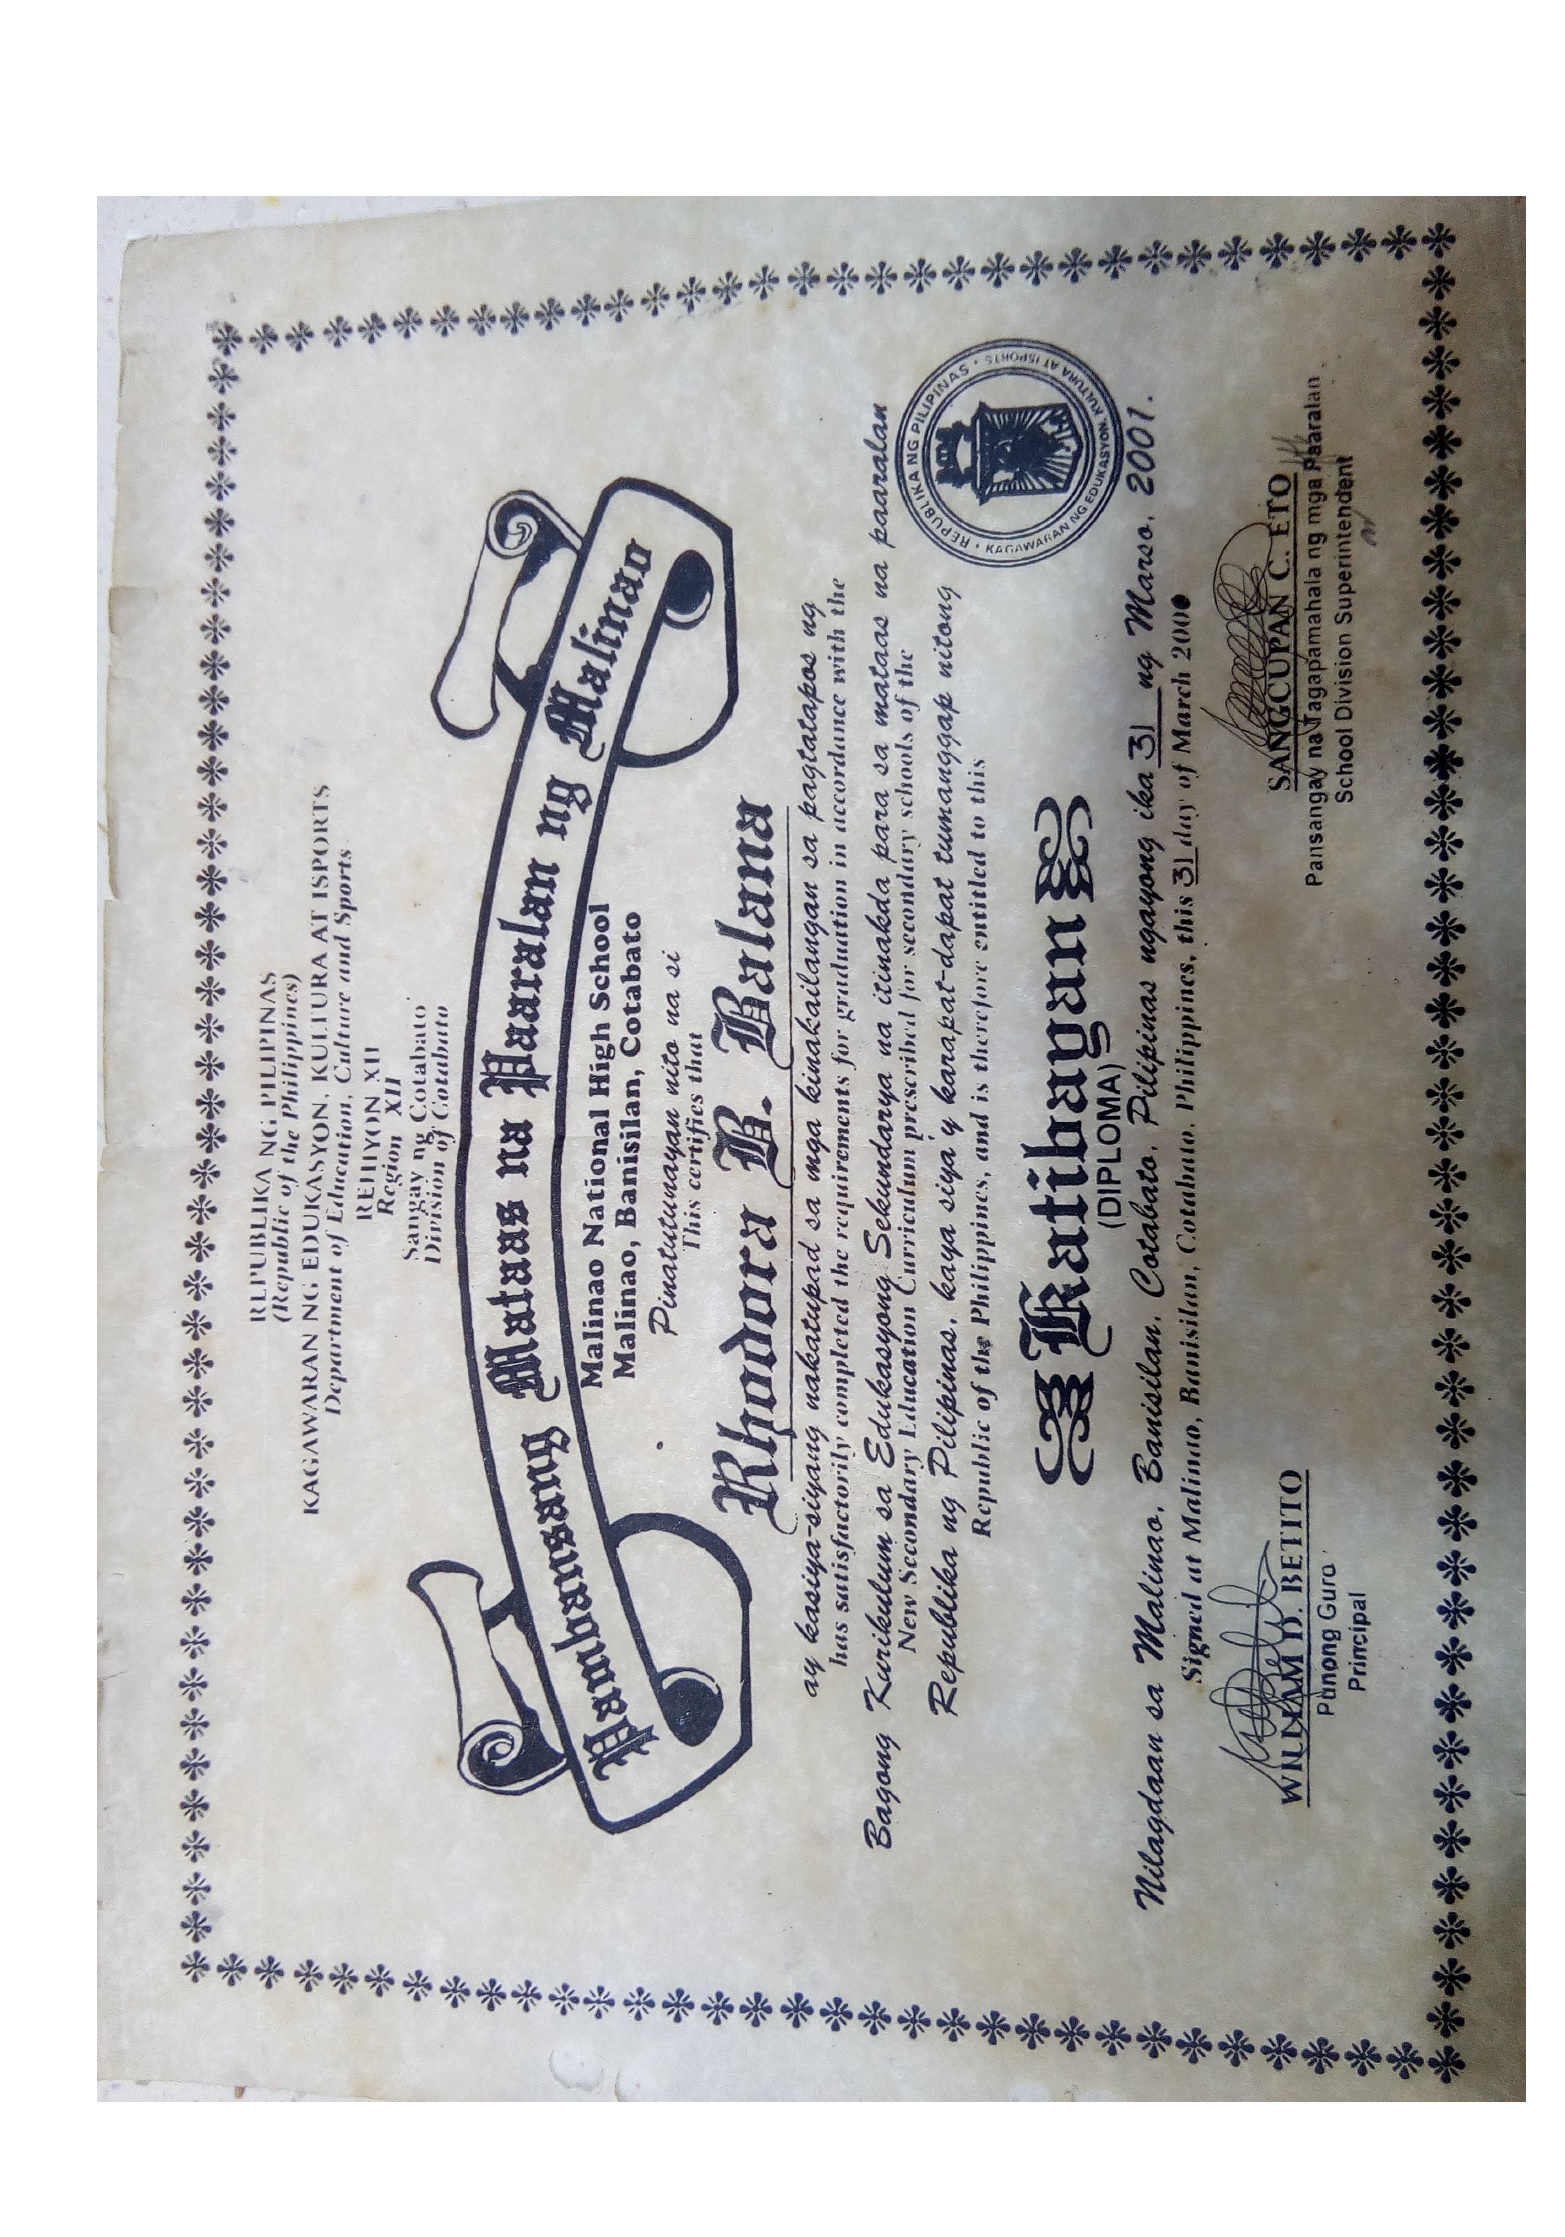 REPUBLIKA NG PILIPINAS
(Republic of the Philippines)
KAGAWARAN NG EDUKASYON, KULTURA AT ISPORTS
Department of Education, Culture and Sports
REHIYON XII
Region XII
Sangay ng Cotabato
Division of Cotabato
Pambansang Mataas na Paaralan ng Malinao
Malinao National High School
Malinao, Banisilan, Cotabato
Pinatutunayan nito na si
This certifies that
Rhodora B. Balana
ay kasiya-siyang nakatupad sa mga kinakailangan sa pagtatapos ng
has satisfactorily completed the requirements for graduation in accordance with the
Bagong Kurikulum sa Edukasyong Sekundarya na itinakda para sa mataas na paaralan
New Secondary Education Curriculum prescribed for secondary schools of the
Republika ng Pilipinas, kaya siya'y karapat-dapat tumanggap nitong
Republic of the Philippines, and is therefore entitled to this
Katibayan
(DIPLOMA)
REPUBLIKA NG PILIPINAS • KAGAWARAN NG EDUKASYON, KULTURA AT ISPORTS •
Nilagdaan sa Malinao, Banisilan, Cotabato, Pilipinas ngayong ika 31 ng Marso, 2001.
Signed at Malinao, Banisilan, Cotabato, Philippines, this 31 day of March 200
WILLIAM D. BETITO
Punong Guro
Principal
SANGCUPAN C. ETO
Pansangay na Tagapamahala ng mga Paaralan
School Division Superintendent